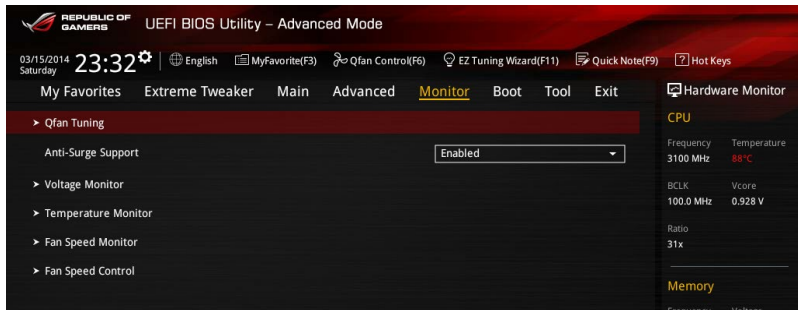 REPUBLIC OF
GAMERS
UEFI BIOS Utility – Advanced Mode
03/15/2014
Saturday
23:32
English
MyFavorite(F3)
Qfan Control(F6)
EZ Tuning Wizard(F11)
Quick Note(F9)
? Hot Keys
My Favorites
Extreme Tweaker
Main
Advanced
Monitor
Boot
Tool
Exit
Hardware Monitor
> Qfan Tuning
Anti-Surge Support
Enabled
> Voltage Monitor
> Temperature Monitor
> Fan Speed Monitor
> Fan Speed Control
CPU
Frequency Temperature
3100 MHz 88°C
BCLK Vcore
100.0 MHz 0.928 V
Ratio
31x
Memory